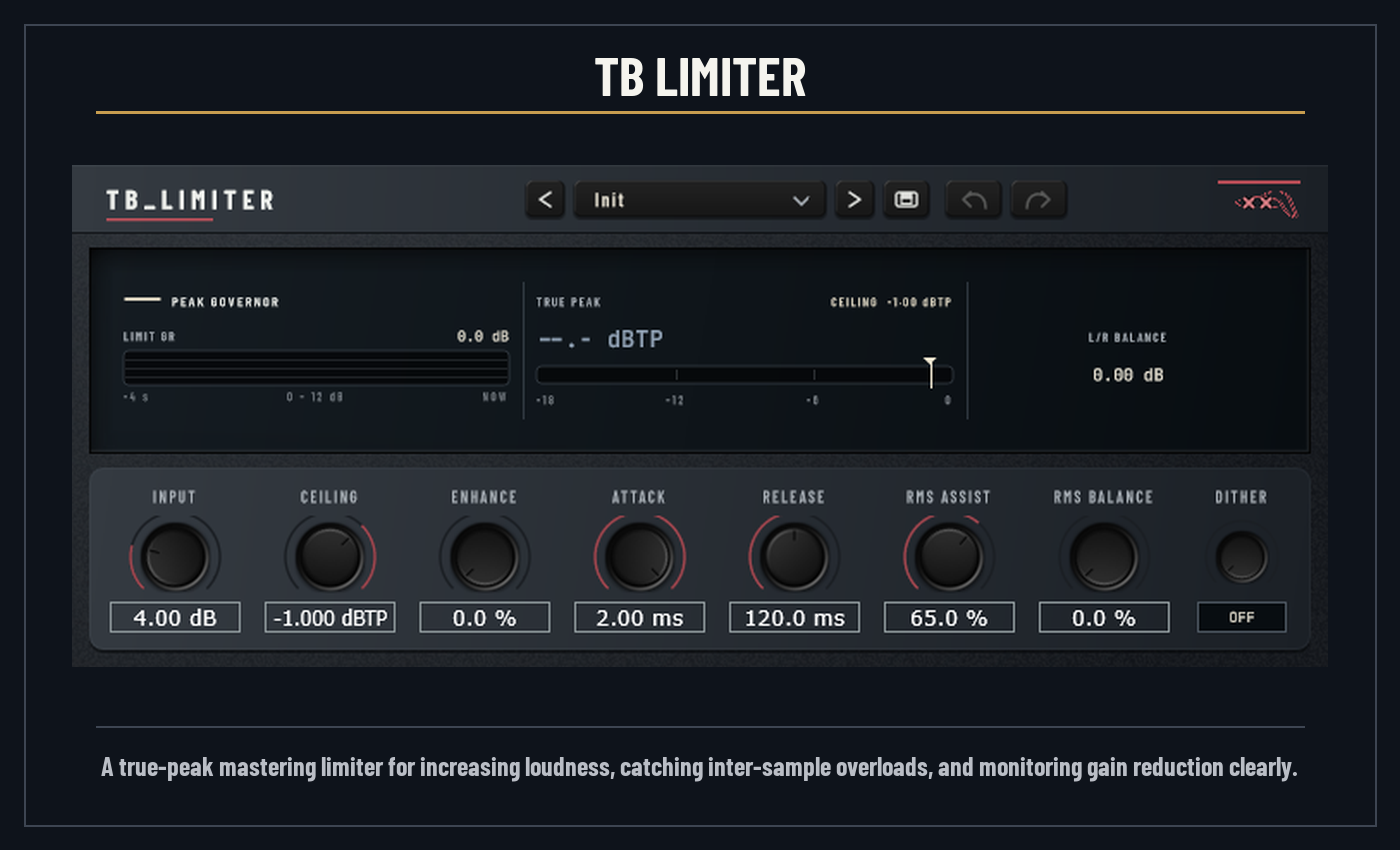 TB LIMITER
TB_LIMITER
Init
PEAK GOVERNOR
LIMIT GR 0.0 dB
-4 s 0 - 12 dB NOW
TRUE PEAK CEILING -1.00 dBTP
--.- dBTP
-18 -12 -6 0
L/R BALANCE
0.00 dB
INPUT CEILING ENHANCE ATTACK RELEASE RMS ASSIST RMS BALANCE DITHER
4.00 dB -1.000 dBTP 0.0 % 2.00 ms 120.0 ms 65.0 % 0.0 % OFF
A true-peak mastering limiter for increasing loudness, catching inter-sample overloads, and monitoring gain reduction clearly.